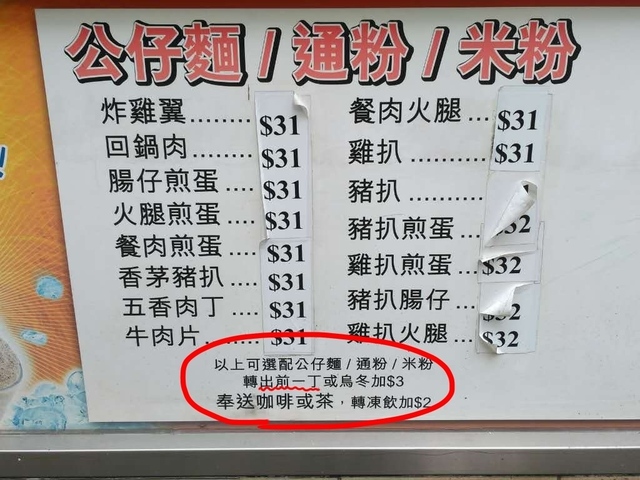 公仔麵 / 通粉 / 米粉
炸雞翼........ $31
回鍋肉........ $31
腸仔煎蛋.... $31
火腿煎蛋.... $31
餐肉煎蛋.... $31
香茅豬扒.... $31
五香肉丁.... $31
牛肉片........ $31
餐肉火腿... $31
雞扒........... $31
豬扒...........
豬扒煎蛋... 32
雞扒煎蛋... $32
豬扒腸仔... $2
雞扒火腿... $32
以上可選配公仔麵 / 通粉 / 米粉
轉出前一丁或烏冬加$3
奉送咖啡或茶，轉凍飲加$2